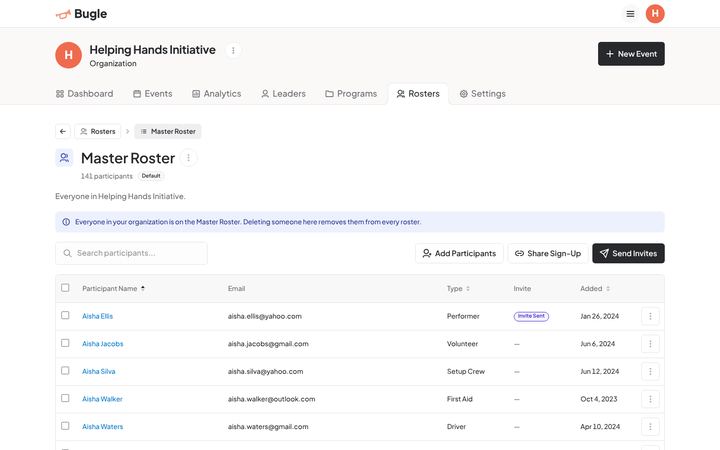 Bugle
H
H
Helping Hands Initiative
Organization
New Event
Dashboard Events Analytics Leaders Programs Rosters Settings
Rosters Master Roster
Master Roster
141 participants Default
Everyone in Helping Hands Initiative.
Everyone in your organization is on the Master Roster. Deleting someone here removes them from every roster.
Search participants... Add Participants Share Sign-Up Send Invites
Participant Name Email Type Invite Added
Aisha Ellis aisha.ellis@yahoo.com Performer Invite Sent Jan 26, 2024
Aisha Jacobs aisha.jacobs@gmail.com Volunteer — Jun 6, 2024
Aisha Silva aisha.silva@yahoo.com Setup Crew — Jun 12, 2024
Aisha Walker aisha.walker@outlook.com First Aid — Oct 4, 2023
Aisha Waters aisha.waters@gmail.com Driver — Apr 10, 2024